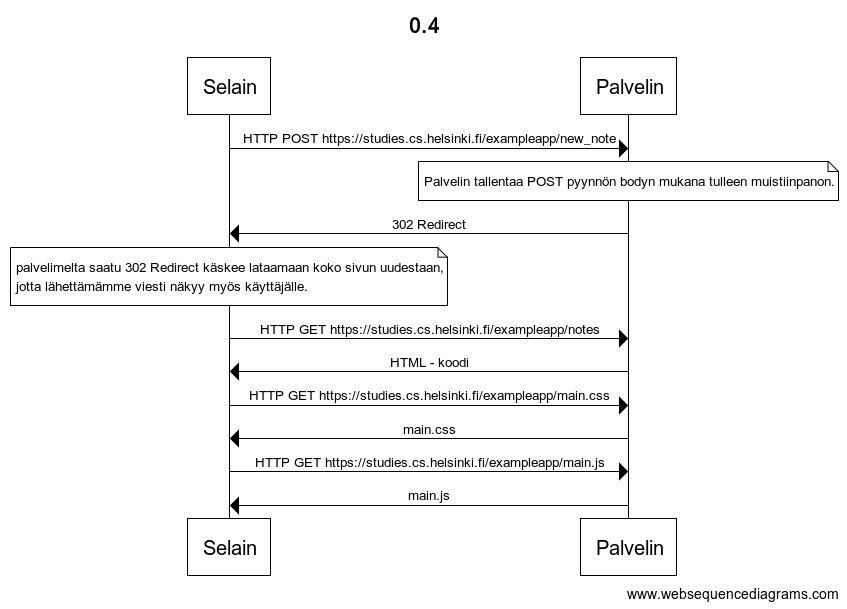 0.4
Selain
Palvelin
HTTP POST https://studies.cs.helsinki.fi/exampleapp/new_note
Palvelin tallentaa POST pyynnön bodyn mukana tulleen muistiinpanon.
302 Redirect
palvelimelta saatu 302 Redirect käskee lataamaan koko sivun uudestaan,
jotta lähettämämme viesti näkyy myös käyttäjälle.
HTTP GET https://studies.cs.helsinki.fi/exampleapp/notes
HTML - koodi
HTTP GET https://studies.cs.helsinki.fi/exampleapp/main.css
main.css
HTTP GET https://studies.cs.helsinki.fi/exampleapp/main.js
main.js
Selain
Palvelin
www.websequencediagrams.com